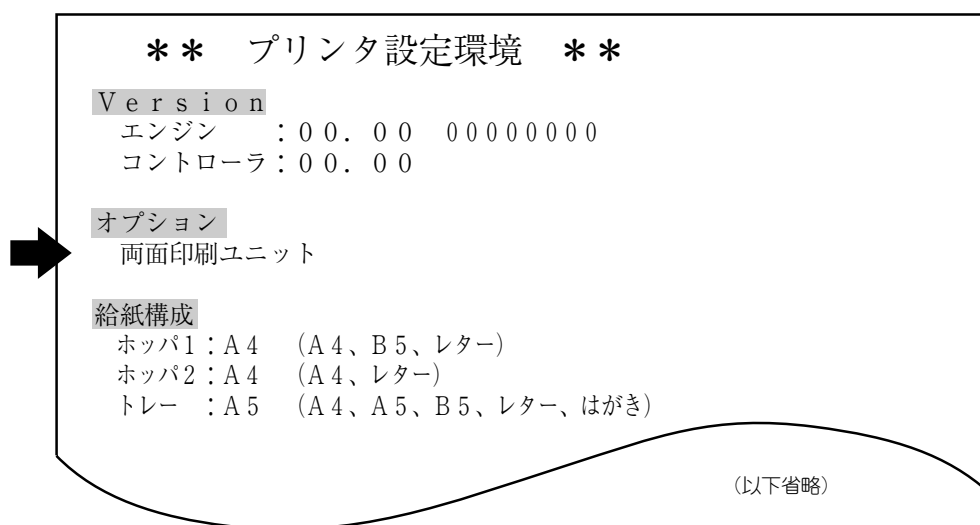 ＊＊　プリンタ設定環境　＊＊
Ｖｅｒｓｉｏｎ
エンジン　　：００．００　００００００００
コントローラ：００．００
オプション
両面印刷ユニット
給紙構成
ホッパ１：Ａ４　（Ａ４、Ｂ５、レター）
ホッパ２：Ａ４　（Ａ４、レター）
トレー　：Ａ５　（Ａ４、Ａ５、Ｂ５、レター、はがき）
（以下省略）